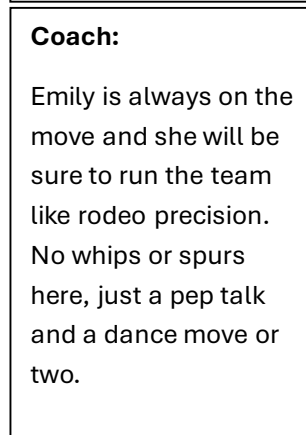 Coach:
Emily is always on the
move and she will be
sure to run the team
like rodeo precision.
No whips or spurs
here, just a pep talk
and a dance move or
two.